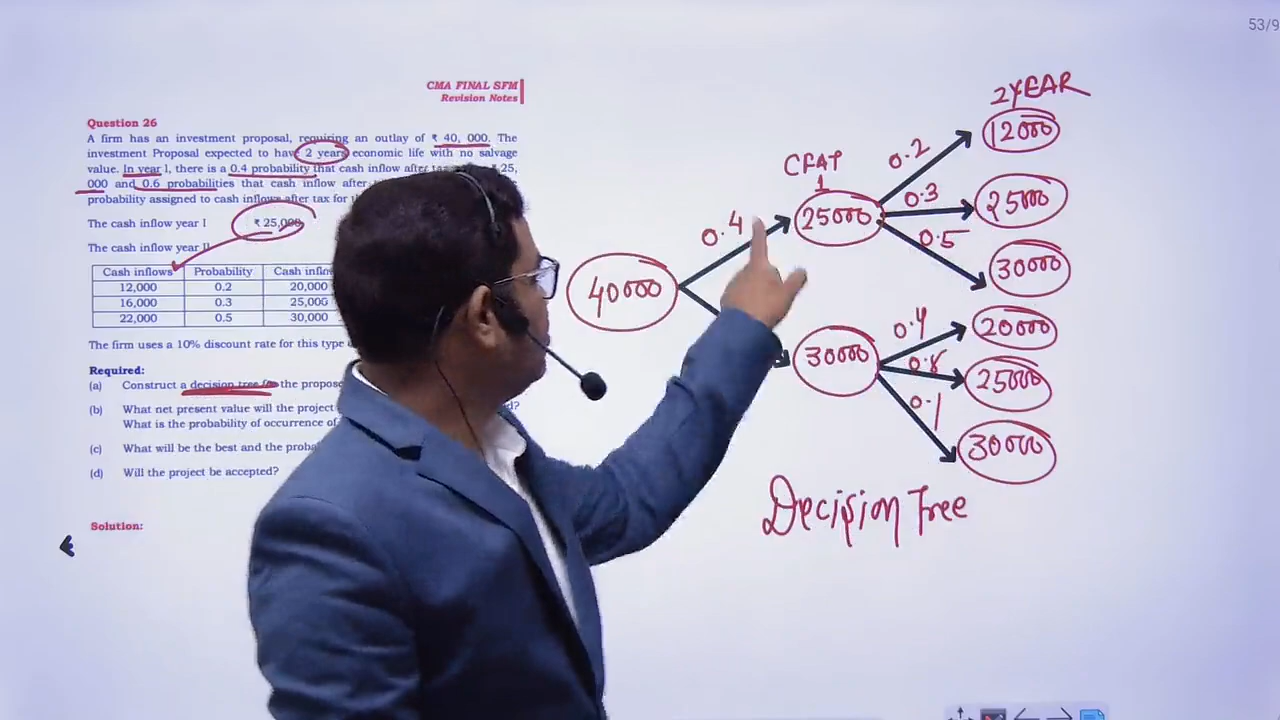 53/9
CMA FINAL SFM
Revision Notes
Question 26
A firm has an investment proposal, requiring an outlay of ₹ 40, 000. The
investment Proposal expected to have 2 years economic life with no salvage
value. In year I, there is a 0.4 probability that cash inflow after 25,
000 and 0.6 probabilities that cash inflow after
probability assigned to cash inflows after tax for
The cash inflow year I ₹ 25,000
The cash inflow year
Cash inflows Probability
12,000 0.2 20,000
16,000 0.3 25,000
22,000 0.5 30,000
The firm uses a 10% discount rate for this type
Required:
(a) Construct a decision tree for the
(b) What net present value will the project
What is the probability of occurrence of
(c) What will be the best and the
(d) Will the project be accepted?
Solution:
2 YEAR
CFAT
1
40000
0.4
25000
0.2
12000
0.3
25000
0.5
30000
30000
0.4
20000
25000
0.1
30000
Decision Tree